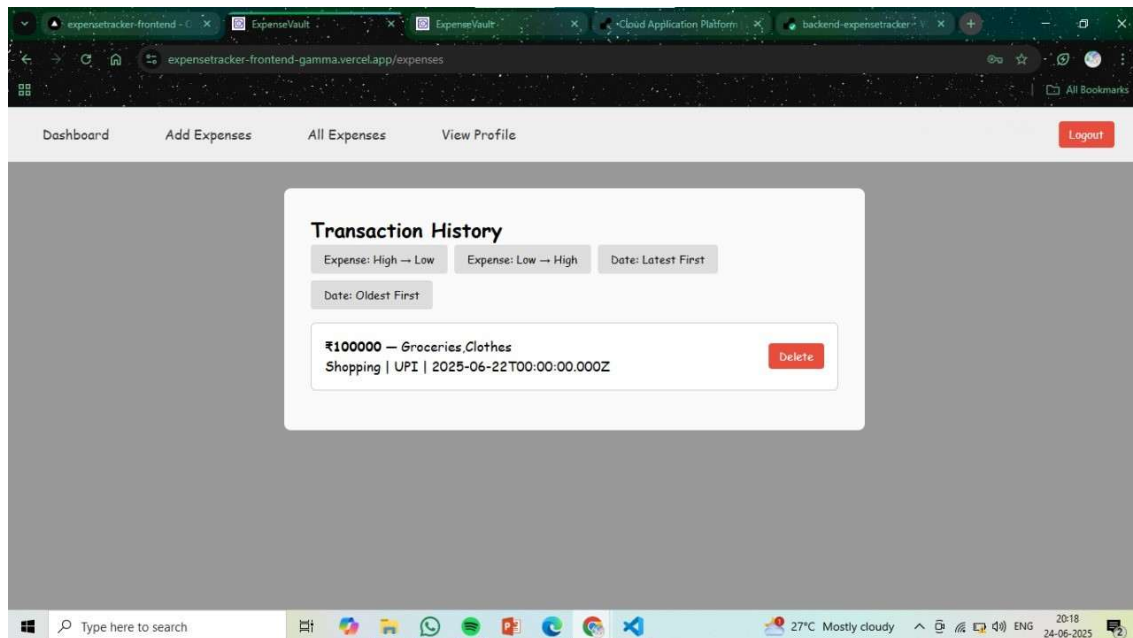 expensetracker-frontend -
ExpenseVault
ExpenseVault
Cloud Application Platform
backend-expensetracker -
expensetracker-frontend-gamma.vercel.app/expenses
All Bookmarks
Dashboard Add Expenses All Expenses View Profile Logout
Transaction History
Expense: High → Low Expense: Low → High Date: Latest First
Date: Oldest First
₹100000 — Groceries,Clothes
Shopping | UPI | 2025-06-22T00:00:00.000Z
Delete
Type here to search
27°C Mostly cloudy
ENG
20:18
24-06-2025